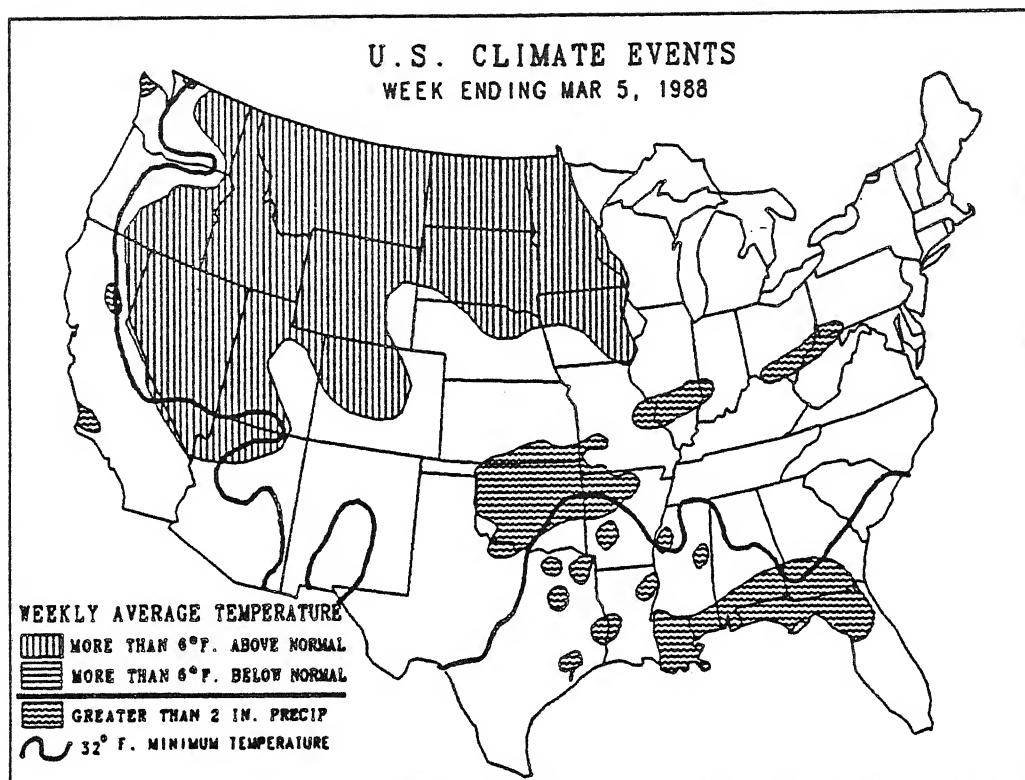 U.S. CLIMATE EVENTS
WEEK ENDING MAR 5, 1988
WEEKLY AVERAGE TEMPERATURE
MORE THAN 6°F. ABOVE NORMAL
MORE THAN 6°F. BELOW NORMAL
GREATER THAN 2 IN. PRECIP
32° F. MINIMUM TEMPERATURE